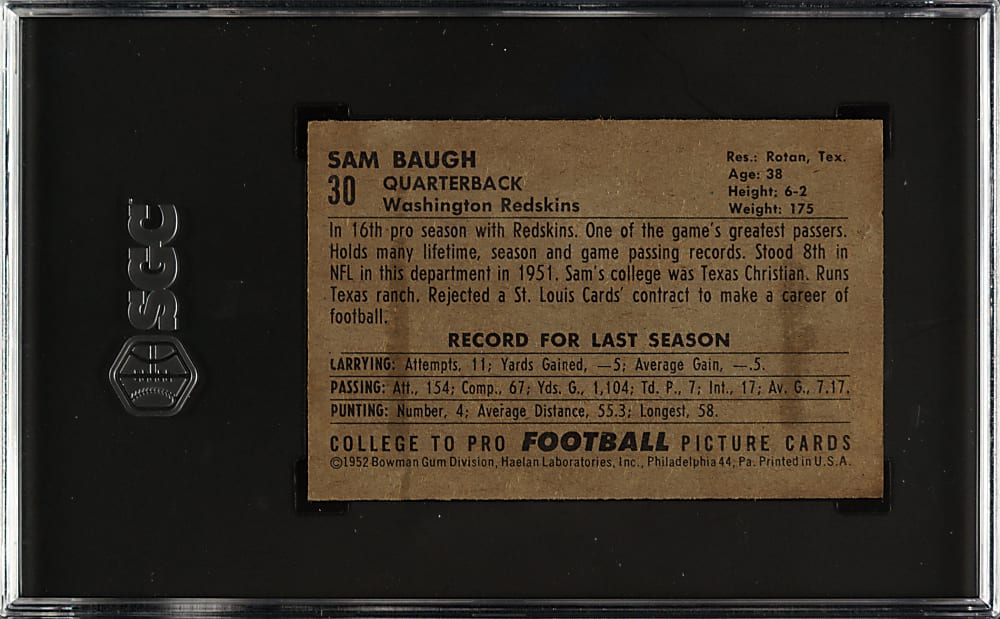 SGC
SAM BAUGH
30 QUARTERBACK
Washington Redskins
Res.: Rotan, Tex.
Age: 38
Height; 6-2
Weight: 175
In 16th pro season with Redskins. One of the game's greatest passers.
Holds many lifetime, season and game passing records. Stood 8th in
NFL in this department in 1951. Sam's college was Texas Christian. Runs
Texas ranch. Rejected a St. Louis Cards' contract to make a career of
football.
RECORD FOR LAST SEASON
CARRYING: Attempts, 11; Yards Gained, —5; Average Gain, —.5.
PASSING: Att., 154; Comp., 67; Yds. G., 1,104; Td. P., 7; Int., 17; Av. G., 7.17.
PUNTING: Number, 4; Average Distance, 55.3; Longest, 58.
COLLEGE TO PRO FOOTBALL PICTURE CARDS
©1952 Bowman Gum Division, Haelan Laboratories, Inc., Philadelphia 44, Pa. Printed in U.S.A.